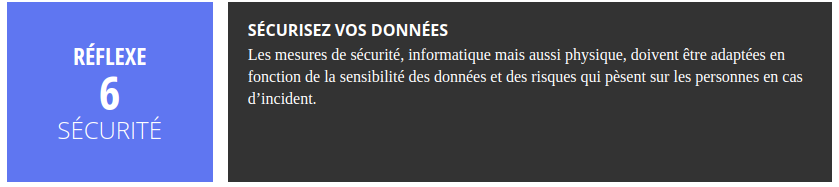 RÉFLEXE
6
SÉCURITÉ
SÉCURISEZ VOS DONNÉES
Les mesures de sécurité, informatique mais aussi physique, doivent être adaptées en
fonction de la sensibilité des données et des risques qui pèsent sur les personnes en cas
d’incident.